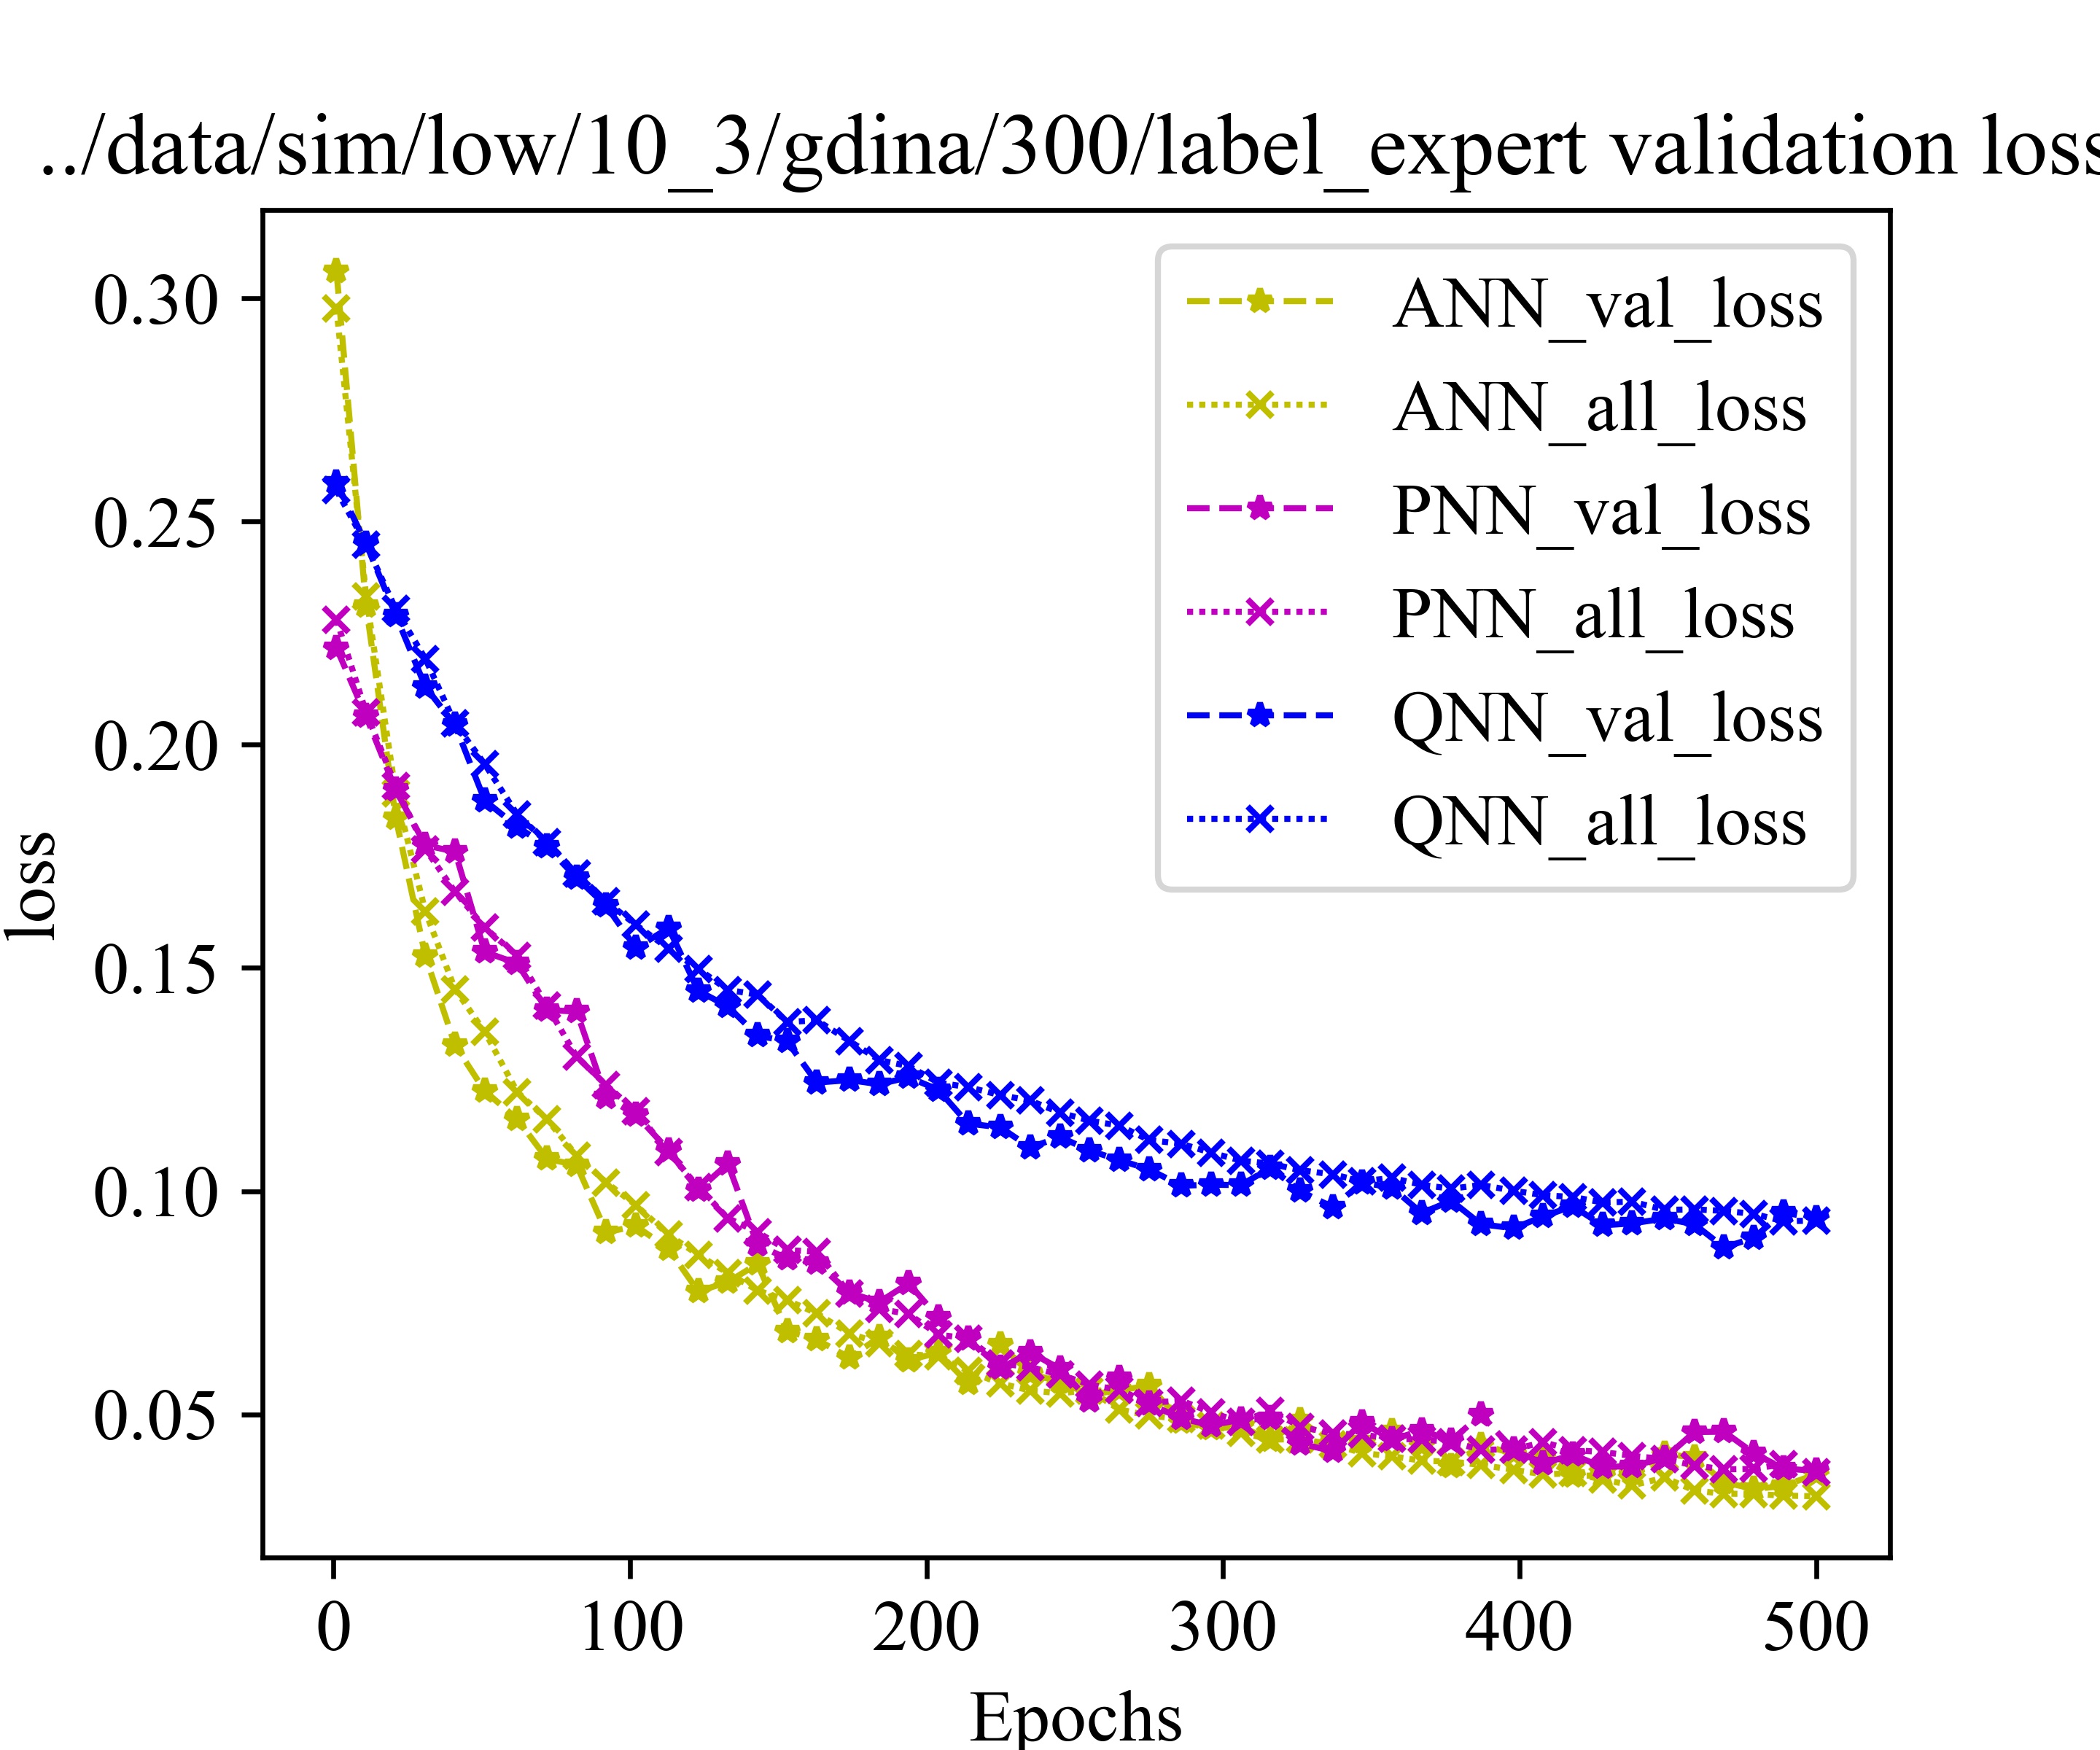 ../data/sim/low/10_3/gdina/300/label_expert validation loss
0.30
0.25
0.20
0.15
0.10
0.05
loss
ANN_val_loss
ANN_all_loss
PNN_val_loss
PNN_all_loss
QNN_val_loss
QNN_all_loss
0 100 200 300 400 500
Epochs